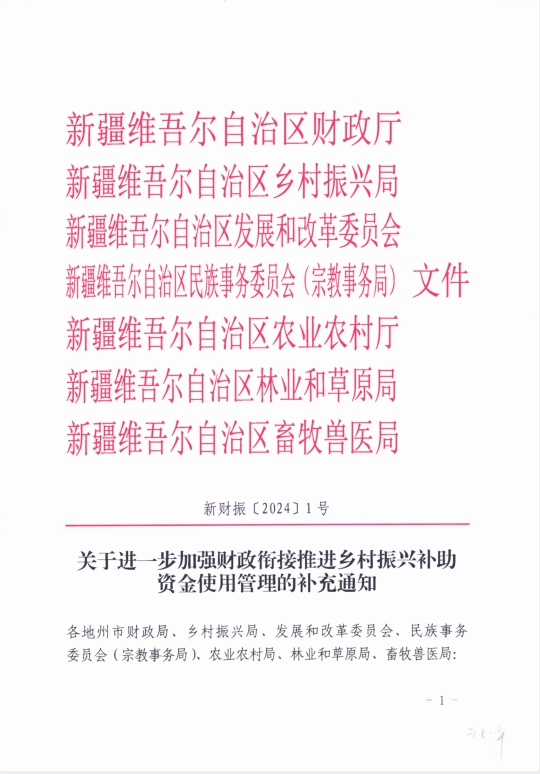 新疆维吾尔自治区财政厅
新疆维吾尔自治区乡村振兴局
新疆维吾尔自治区发展和改革委员会
新疆维吾尔自治区民族事务委员会（宗教事务局） 文件
新疆维吾尔自治区农业农村厅
新疆维吾尔自治区林业和草原局
新疆维吾尔自治区畜牧兽医局
新财振〔2024〕1号
关于进一步加强财政衔接推进乡村振兴补助
资金使用管理的补充通知
各地州市财政局、乡村振兴局、发展和改革委员会、民族事务
委员会（宗教事务局）、农业农村局、林业和草原局、畜牧兽医局：
- 1 -